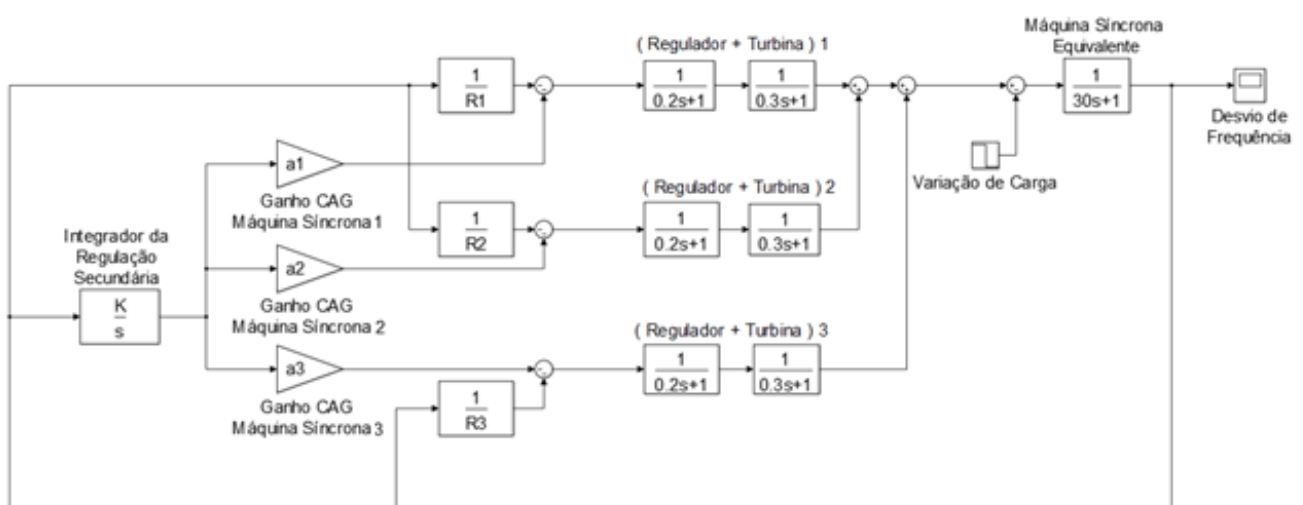 Máquina Síncrona
Equivalente
( Regulador + Turbina ) 1
1
R1
1
0.2s+1
1
0.3s+1
1
30s+1
Desvio de
Frequência
a1
Ganho CAG
Máquina Síncrona 1
Variação de Carga
( Regulador + Turbina ) 2
1
R2
1
0.2s+1
1
0.3s+1
Integrador da
Regulação
Secundária
K
s
a2
Ganho CAG
Máquina Síncrona 2
( Regulador + Turbina ) 3
1
0.2s+1
1
0.3s+1
a3
Ganho CAG
Máquina Síncrona 3
1
R3